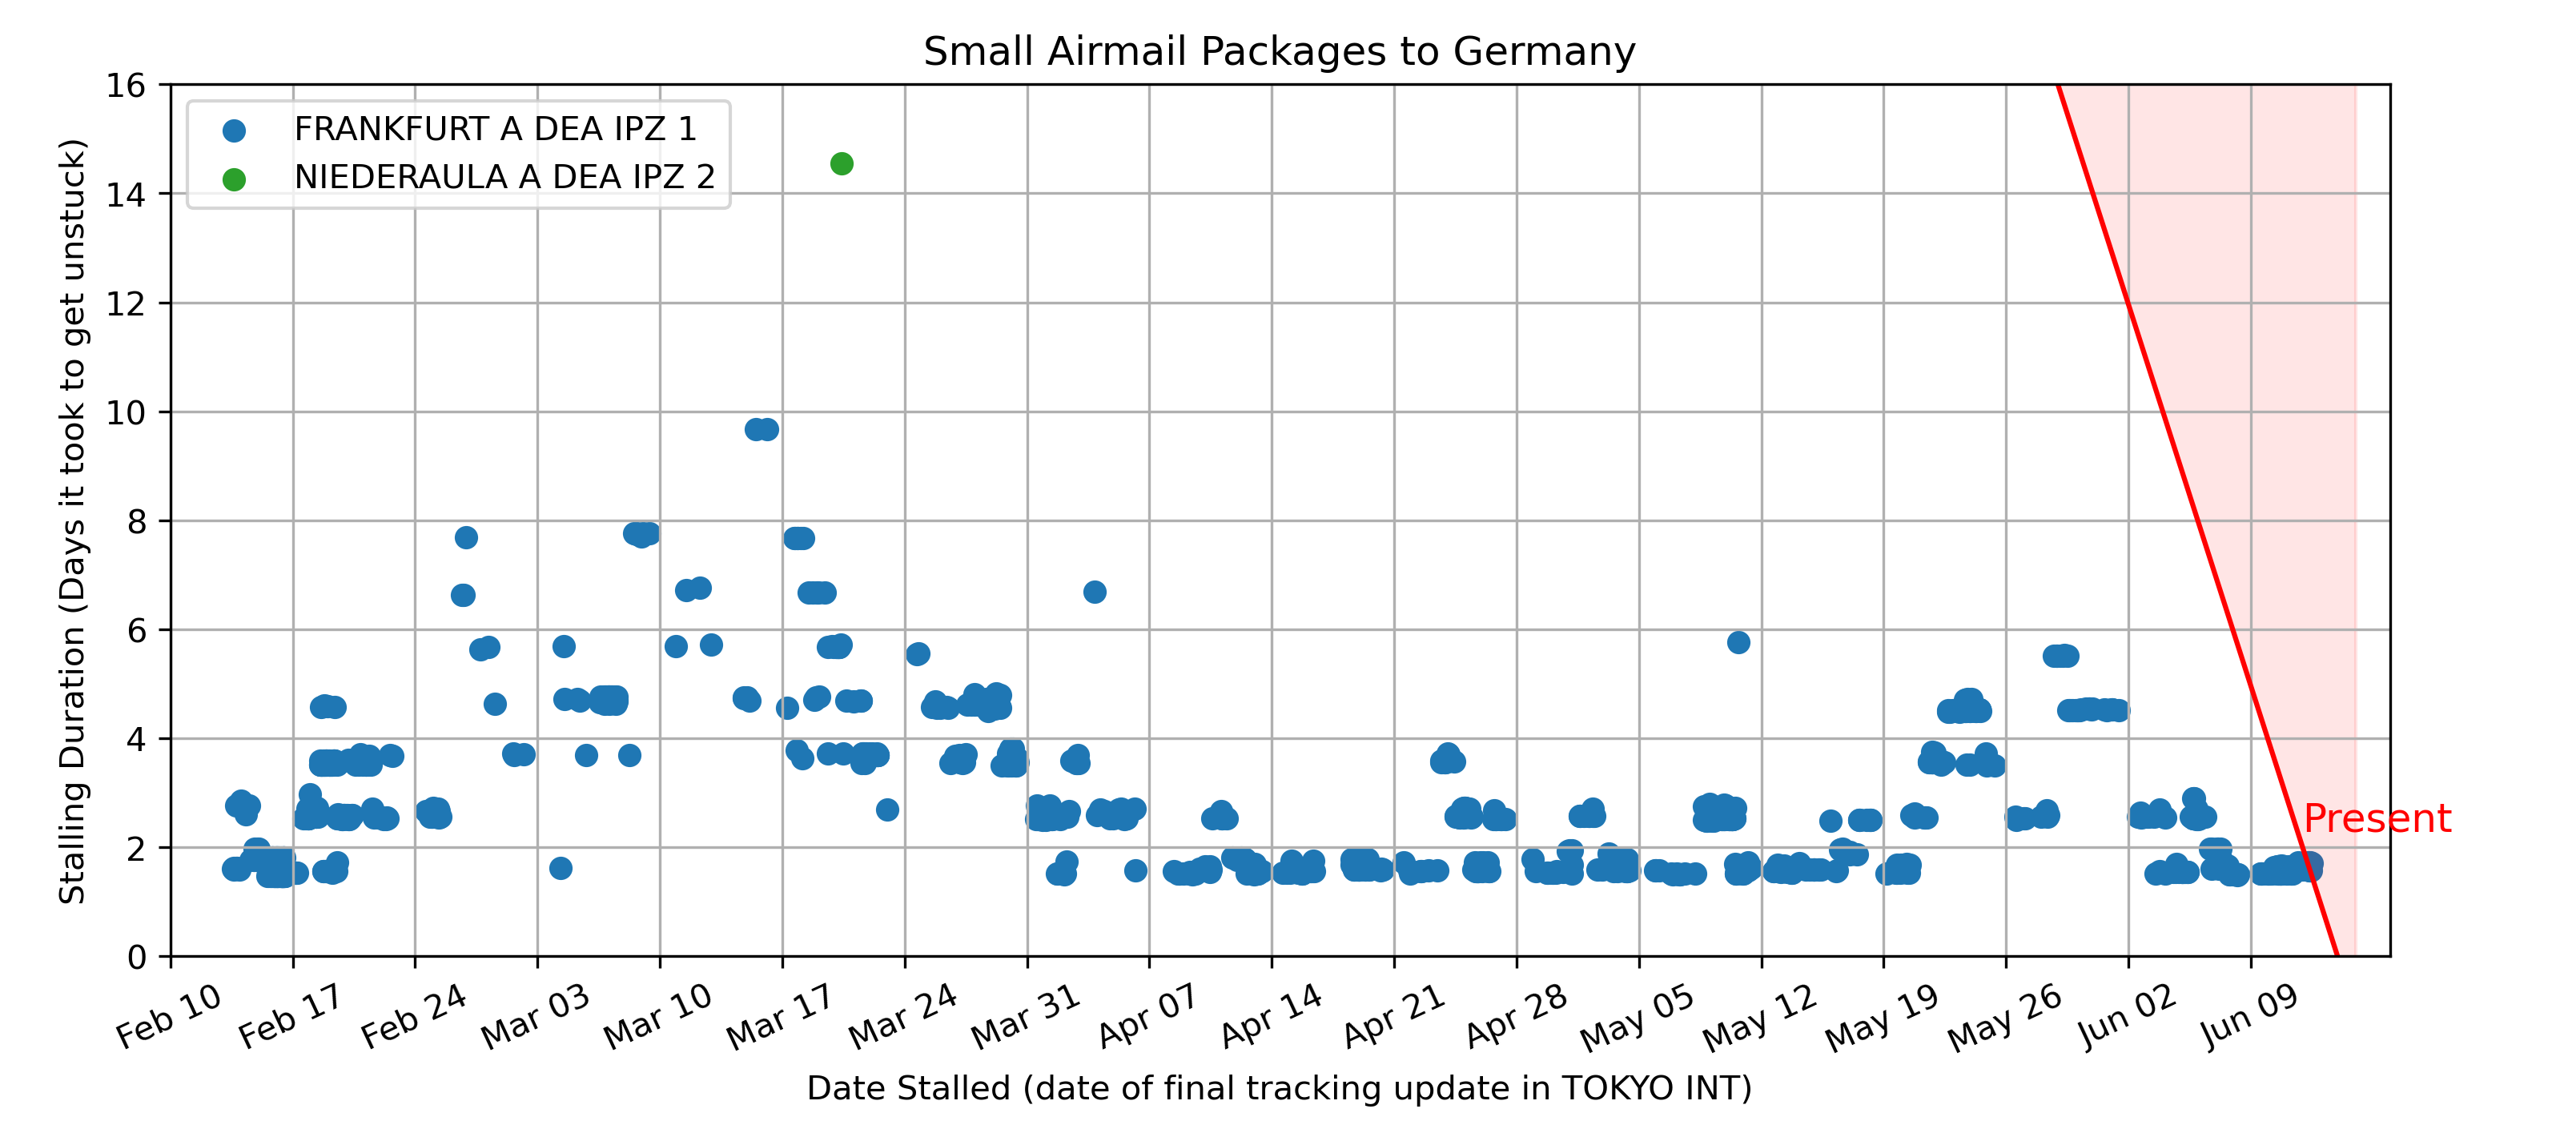 Small Airmail Packages to Germany
FRANKFURT A DEA IPZ 1
NIEDERAULA A DEA IPZ 2
Stalling Duration (Days it took to get unstuck)
16
14
12
10
8
6
4
2
0
Present
Feb 10
Feb 17
Feb 24
Mar 03
Mar 10
Mar 17
Mar 24
Mar 31
Apr 07
Apr 14
Apr 21
Apr 28
May 05
May 12
May 19
May 26
Jun 02
Jun 09
Date Stalled (date of final tracking update in TOKYO INT)